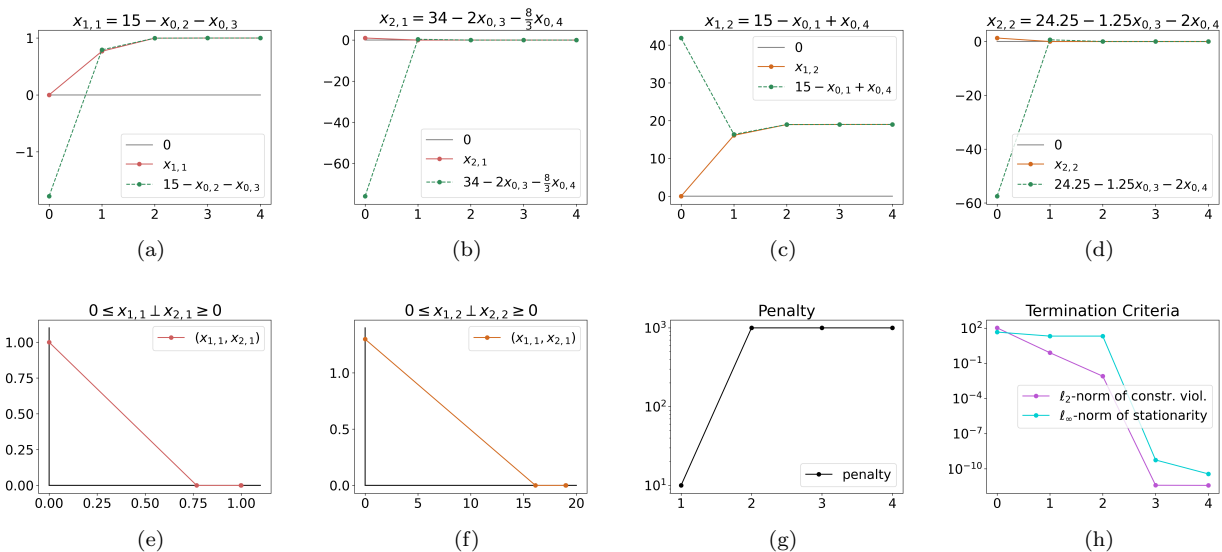 x_{1,1} = 15 − x_{0,2} − x_{0,3}
1
0
−1
0
x_{1,1}
15 − x_{0,2} − x_{0,3}
0 1 2 3 4
(a)
x_{2,1} = 34 − 2x_{0,3} − 8/3 x_{0,4}
0
−20
−40
−60
0
x_{2,1}
34 − 2x_{0,3} − 8/3 x_{0,4}
0 1 2 3 4
(b)
x_{1,2} = 15 − x_{0,1} + x_{0,4}
40
30
20
10
0
0
x_{1,2}
15 − x_{0,1} + x_{0,4}
0 1 2 3 4
(c)
x_{2,2} = 24.25 − 1.25x_{0,3} − 2x_{0,4}
0
−20
−40
−60
0
x_{2,2}
24.25 − 1.25x_{0,3} − 2x_{0,4}
0 1 2 3 4
(d)
0 ≤ x_{1,1} ⊥ x_{2,1} ≥ 0
(x_{1,1}, x_{2,1})
1.00
0.75
0.50
0.25
0.00
0.00 0.25 0.50 0.75 1.00
(e)
0 ≤ x_{1,2} ⊥ x_{2,2} ≥ 0
(x_{1,1}, x_{2,1})
1.0
0.5
0.0
0 5 10 15 20
(f)
Penalty
10^3
10^2
10^1
penalty
1 2 3 4
(g)
Termination Criteria
10^2
10^{−1}
10^{−4}
10^{−7}
10^{−10}
ℓ_2-norm of constr. viol.
ℓ_∞-norm of stationarity
0 1 2 3 4
(h)